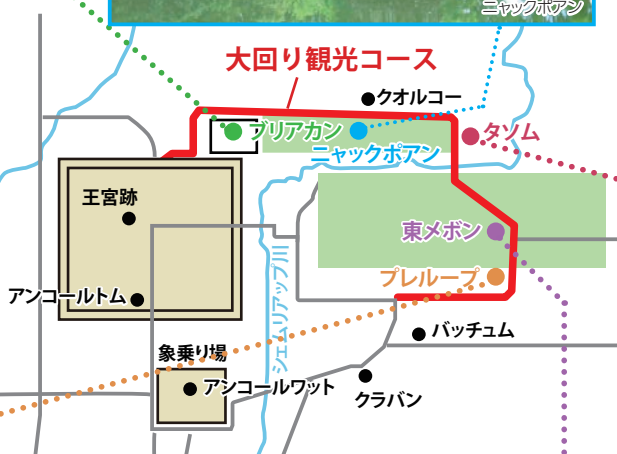 ニャックポアン
大回り観光コース
クオルコー
プリアカン
ニャックポアン
タソム
王宮跡
東メボン
シェムリアップ川
プレループ
アンコールトム
バッチュム
象乗り場
アンコールワット
クラバン